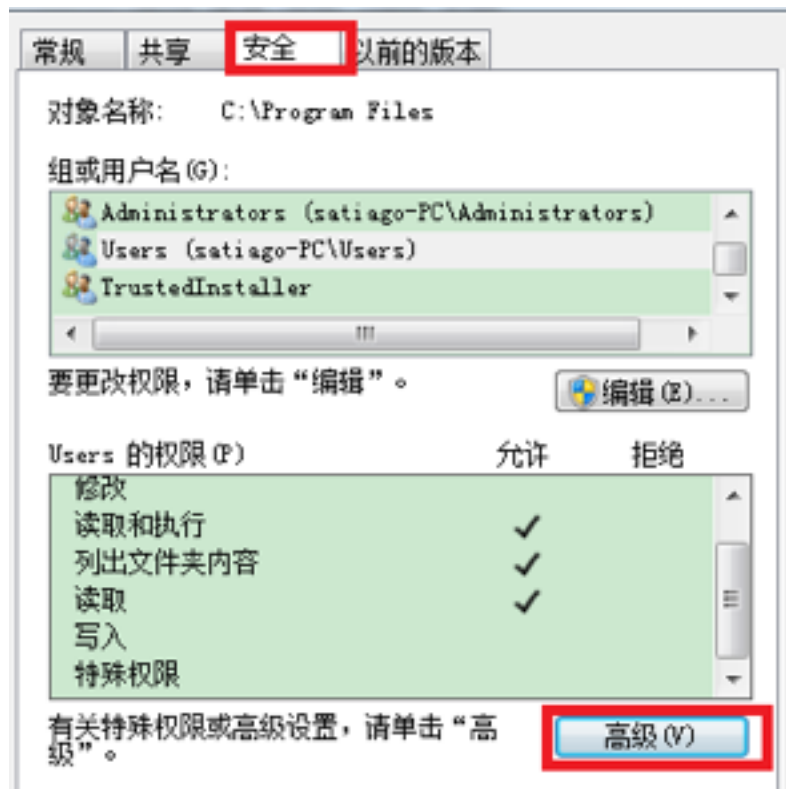 常规 共享 安全 以前的版本
对象名称: C:\Program Files
组或用户名(G):
Administrators (satiago-PC\Administrators)
Users (satiago-PC\Users)
TrustedInstaller
要更改权限，请单击“编辑”。 编辑(E)...
Users 的权限(P) 允许 拒绝
修改
读取和执行
列出文件夹内容
读取
写入
特殊权限
有关特殊权限或高级设置，请单击“高
级”。 高级(V)